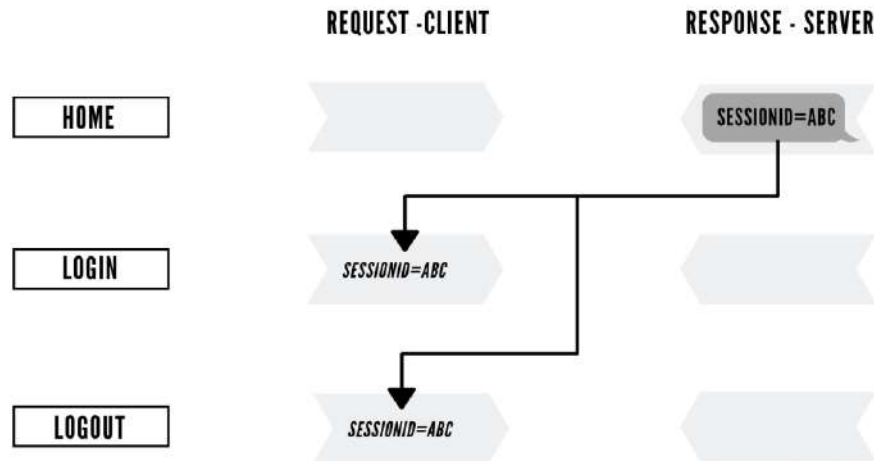 REQUEST -CLIENT
RESPONSE - SERVER
HOME
SESSIONID=ABC
LOGIN
SESSIONID=ABC
LOGOUT
SESSIONID=ABC